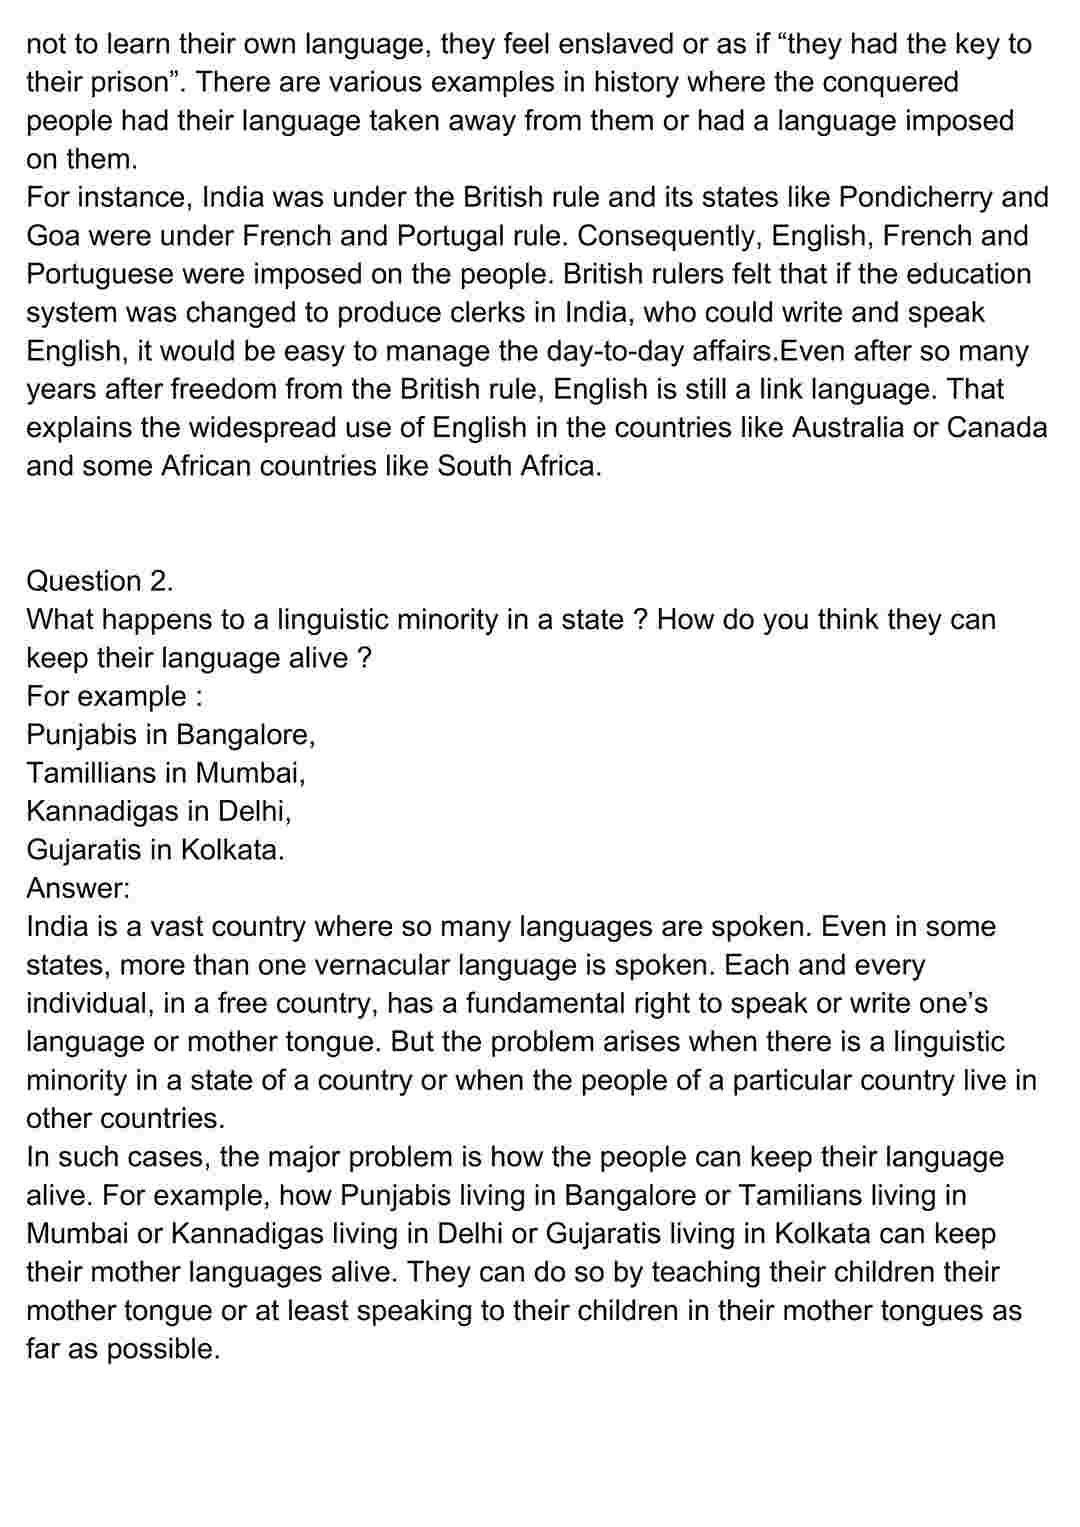 not to learn their own language, they feel enslaved or as if “they had the key to
their prison”. There are various examples in history where the conquered
people had their language taken away from them or had a language imposed
on them.
For instance, India was under the British rule and its states like Pondicherry and
Goa were under French and Portugal rule. Consequently, English, French and
Portuguese were imposed on the people. British rulers felt that if the education
system was changed to produce clerks in India, who could write and speak
English, it would be easy to manage the day-to-day affairs.Even after so many
years after freedom from the British rule, English is still a link language. That
explains the widespread use of English in the countries like Australia or Canada
and some African countries like South Africa.
Question 2.
What happens to a linguistic minority in a state ? How do you think they can
keep their language alive ?
For example :
Punjabis in Bangalore,
Tamillians in Mumbai,
Kannadigas in Delhi,
Gujaratis in Kolkata.
Answer:
India is a vast country where so many languages are spoken. Even in some
states, more than one vernacular language is spoken. Each and every
individual, in a free country, has a fundamental right to speak or write one’s
language or mother tongue. But the problem arises when there is a linguistic
minority in a state of a country or when the people of a particular country live in
other countries.
In such cases, the major problem is how the people can keep their language
alive. For example, how Punjabis living in Bangalore or Tamilians living in
Mumbai or Kannadigas living in Delhi or Gujaratis living in Kolkata can keep
their mother languages alive. They can do so by teaching their children their
mother tongue or at least speaking to their children in their mother tongues as
far as possible.